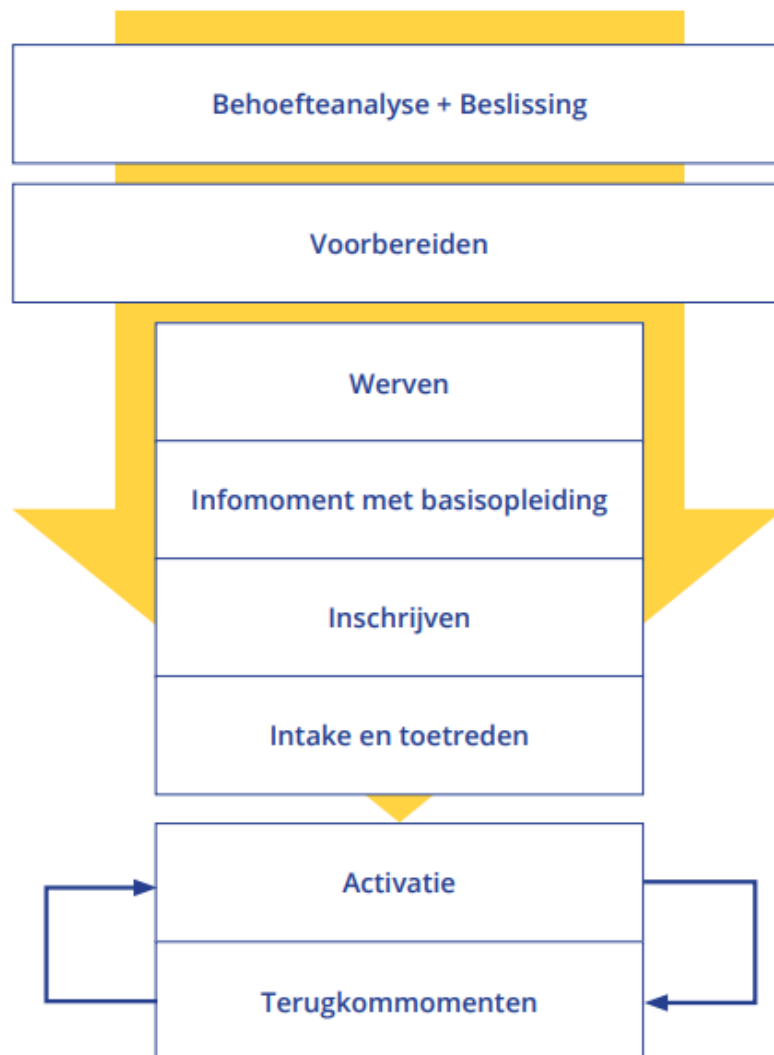 Behoefteanalyse + Beslissing
Voorbereiden
Werven
Infomoment met basisopleiding
Inschrijven
Intake en toetreden
Activatie
Terugkommomenten